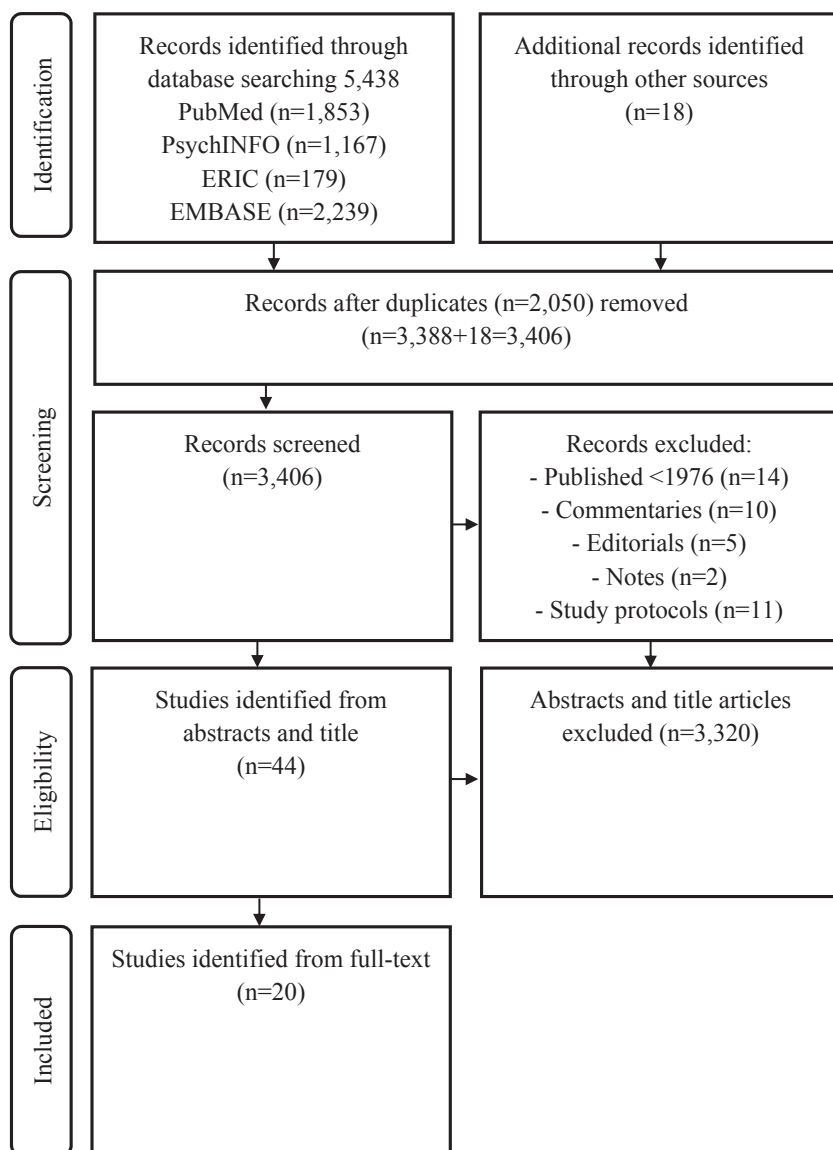 Identification
Records identified through
database searching 5,438
PubMed (n=1,853)
PsychINFO (n=1,167)
ERIC (n=179)
EMBASE (n=2,239)
Additional records identified
through other sources
(n=18)
Screening
Records after duplicates (n=2,050) removed
(n=3,388+18=3,406)
Records screened
(n=3,406)
Records excluded:
- Published <1976 (n=14)
- Commentaries (n=10)
- Editorials (n=5)
- Notes (n=2)
- Study protocols (n=11)
Eligibility
Studies identified from
abstracts and title
(n=44)
Abstracts and title articles
excluded (n=3,320)
Included
Studies identified from full-text
(n=20)